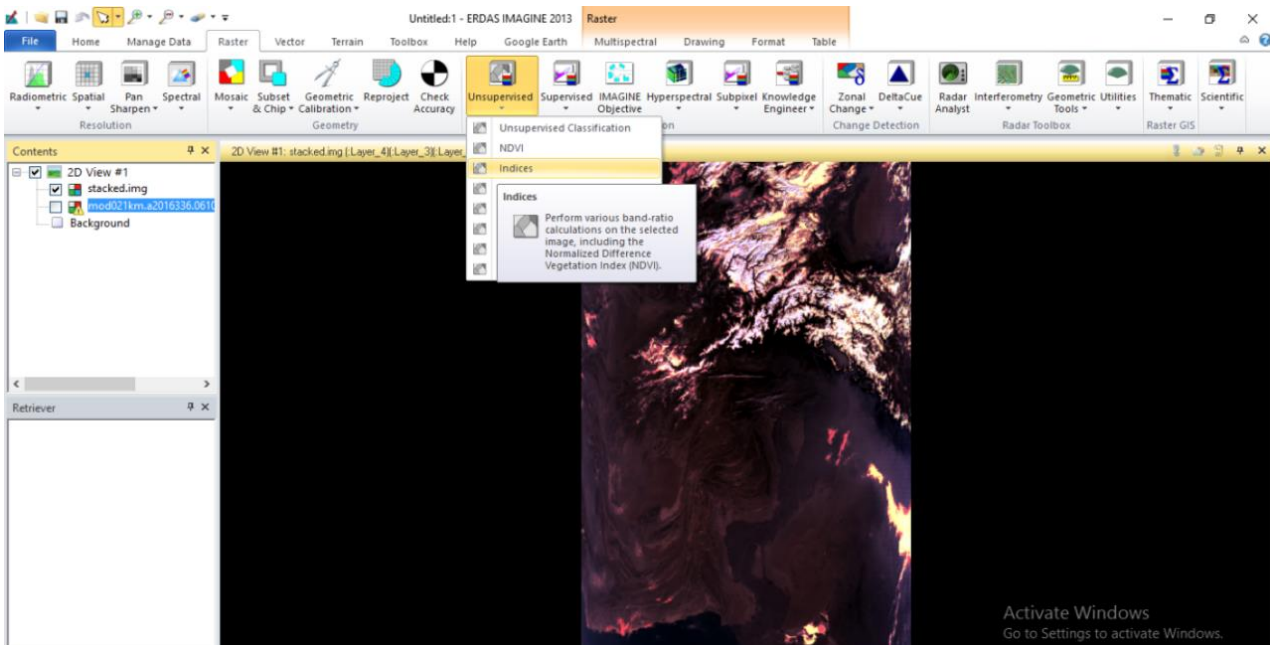 Untitled:1 - ERDAS IMAGINE 2013
Raster
File Home Manage Data Raster Vector Terrain Toolbox Help Google Earth Multispectral Drawing Format Table
Radiometric Spatial Pan Sharpen Spectral Mosaic Subset & Chip Geometric Calibration Reproject Check Accuracy Unsupervised Supervised IMAGINE Objective Hyperspectral Subpixel Knowledge Engineer Zonal Change DeltaCue Radar Analyst Interferometry Geometric Tools Utilities Thematic Scientific
Resolution Geometry on Change Detection Radar Toolbox Raster GIS
Contents
2D View #1: stacked.img (:Layer_4)(:Layer_3)(:Layer_
2D View #1
stacked.img
mod021km.a2016336.0610
Background
Unsupervised Classification
NDVI
Indices
Indices
Perform various band-ratio
calculations on the selected
image, including the
Normalized Difference
Vegetation Index (NDVI).
Retriever
Activate Windows
Go to Settings to activate Windows.